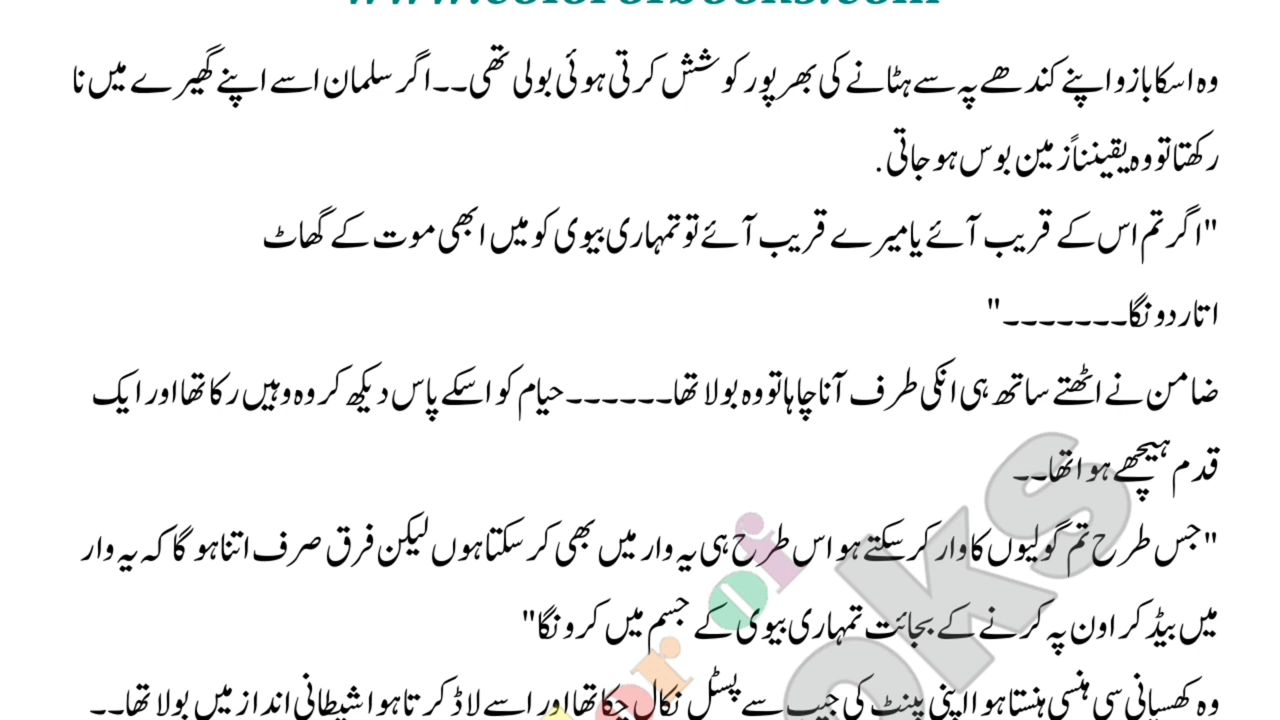 www.colorofbooks.com
وہ اسکا بازو اپنے کندھے پہ سے ہٹانے کی بھرپور کوشش کرتی ہوئی بولی تھی۔۔اگر سلمان اسے اپنے گھیرے میں نا
رکھتا تو وہ یقینناً زمین بوس ہو جاتی.
"اگر تم اس کے قریب آئے یا میرے قریب آئے تو تمہاری بیوی کو میں ابھی موت کے گھاٹ
اتار دونگا۔۔۔۔۔۔۔"
ضامن نے اٹھتے ساتھ ہی انکی طرف آنا چاہا تو وہ بولا تھا۔۔۔۔۔۔حیام کو اسکے پاس دیکھ کر وہ وہیں رکا تھا اور ایک
قدم پیچھے ہوا تھا۔۔
"جس طرح تم گولیوں کا وار کر سکتے ہو اس طرح ہی یہ وار میں بھی کر سکتا ہوں لیکن فرق صرف اتنا ہو گا کہ یہ وار
میں بیڈ کراون پہ کرنے کے بجائت تمہاری بیوی کے جسم میں کرونگا"
وہ کھسیانی سی ہنسی ہنستا ہوا اپنی پینٹ کی جیب سے پسٹل نکال چکا تھا اور اسے لاڈ کرتا ہوا شیطانی انداز میں بولا تھا۔۔